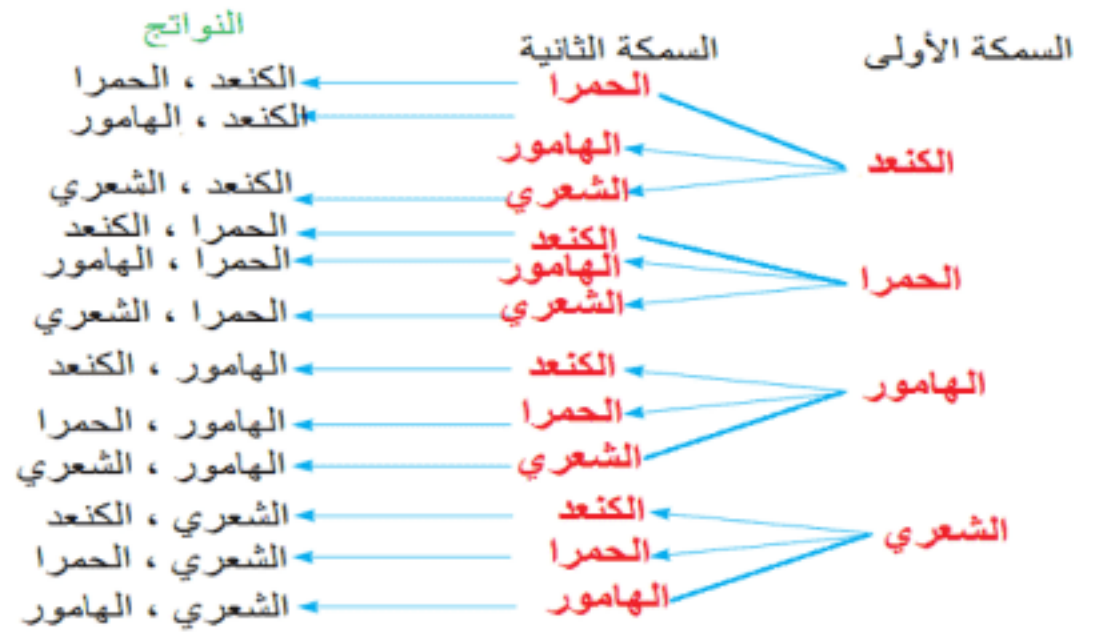 السمكة الأولى السمكة الثانية النواتج
الكنعد الحمرا الكنعد ، الحمرا
الهامور الكنعد ، الهامور
الشعري الكنعد ، الشعري
الحمرا الكنعد الحمرا ، الكنعد
الهامور الحمرا ، الهامور
الشعري الحمرا ، الشعري
الهامور الكنعد الهامور ، الكنعد
الحمرا الهامور ، الحمرا
الشعري الهامور ، الشعري
الشعري الكنعد الشعري ، الكنعد
الحمرا الشعري ، الحمرا
الهامور الشعري ، الهامور